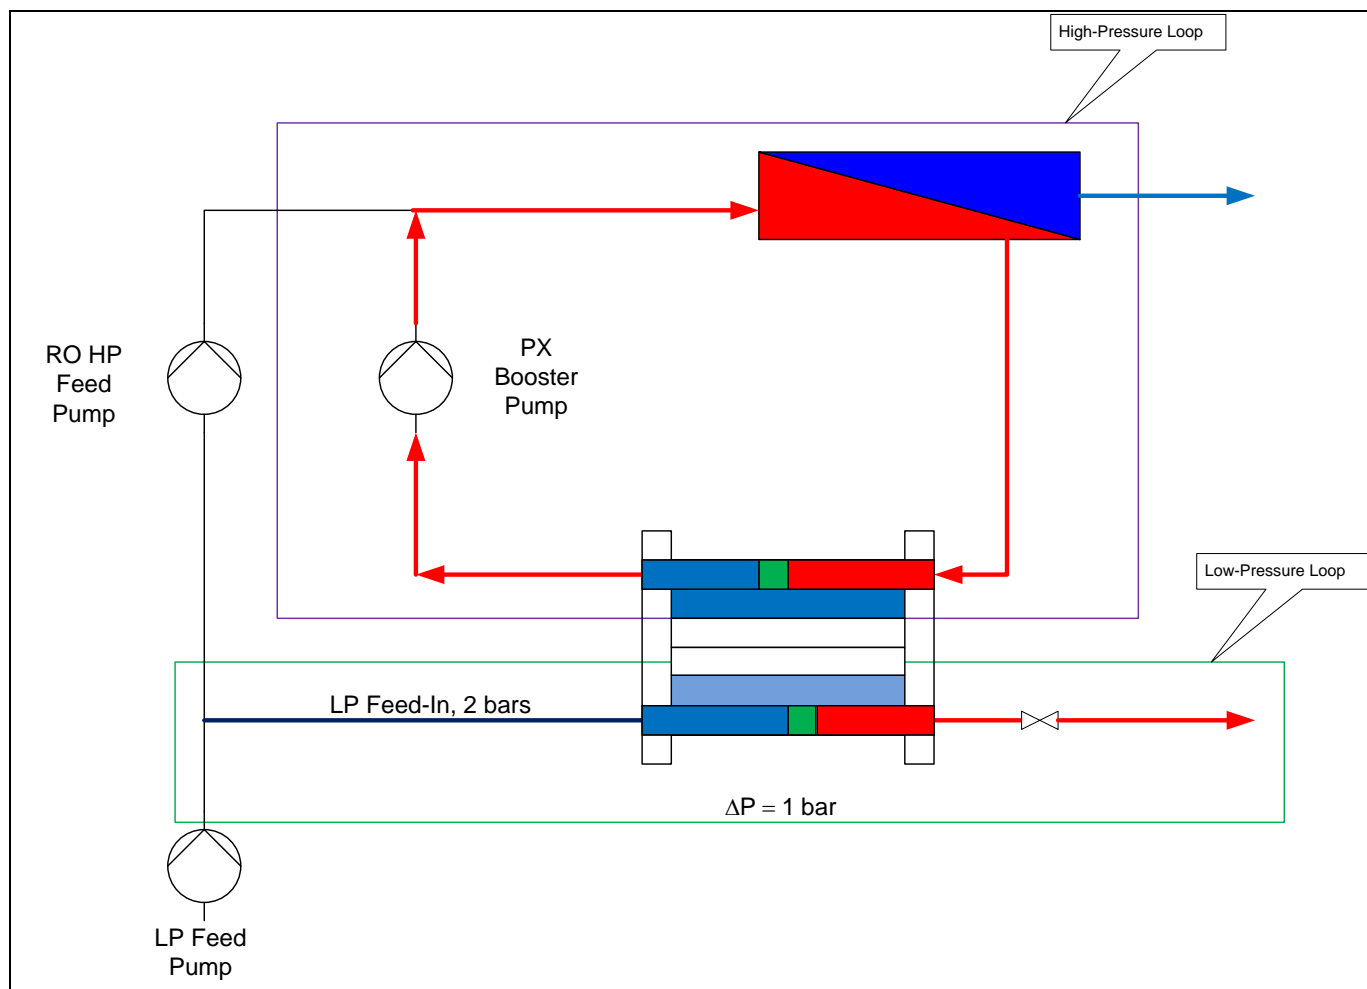 High-Pressure Loop
RO HP
Feed
Pump
PX
Booster
Pump
Low-Pressure Loop
LP Feed-In, 2 bars
ΔP = 1 bar
LP Feed
Pump